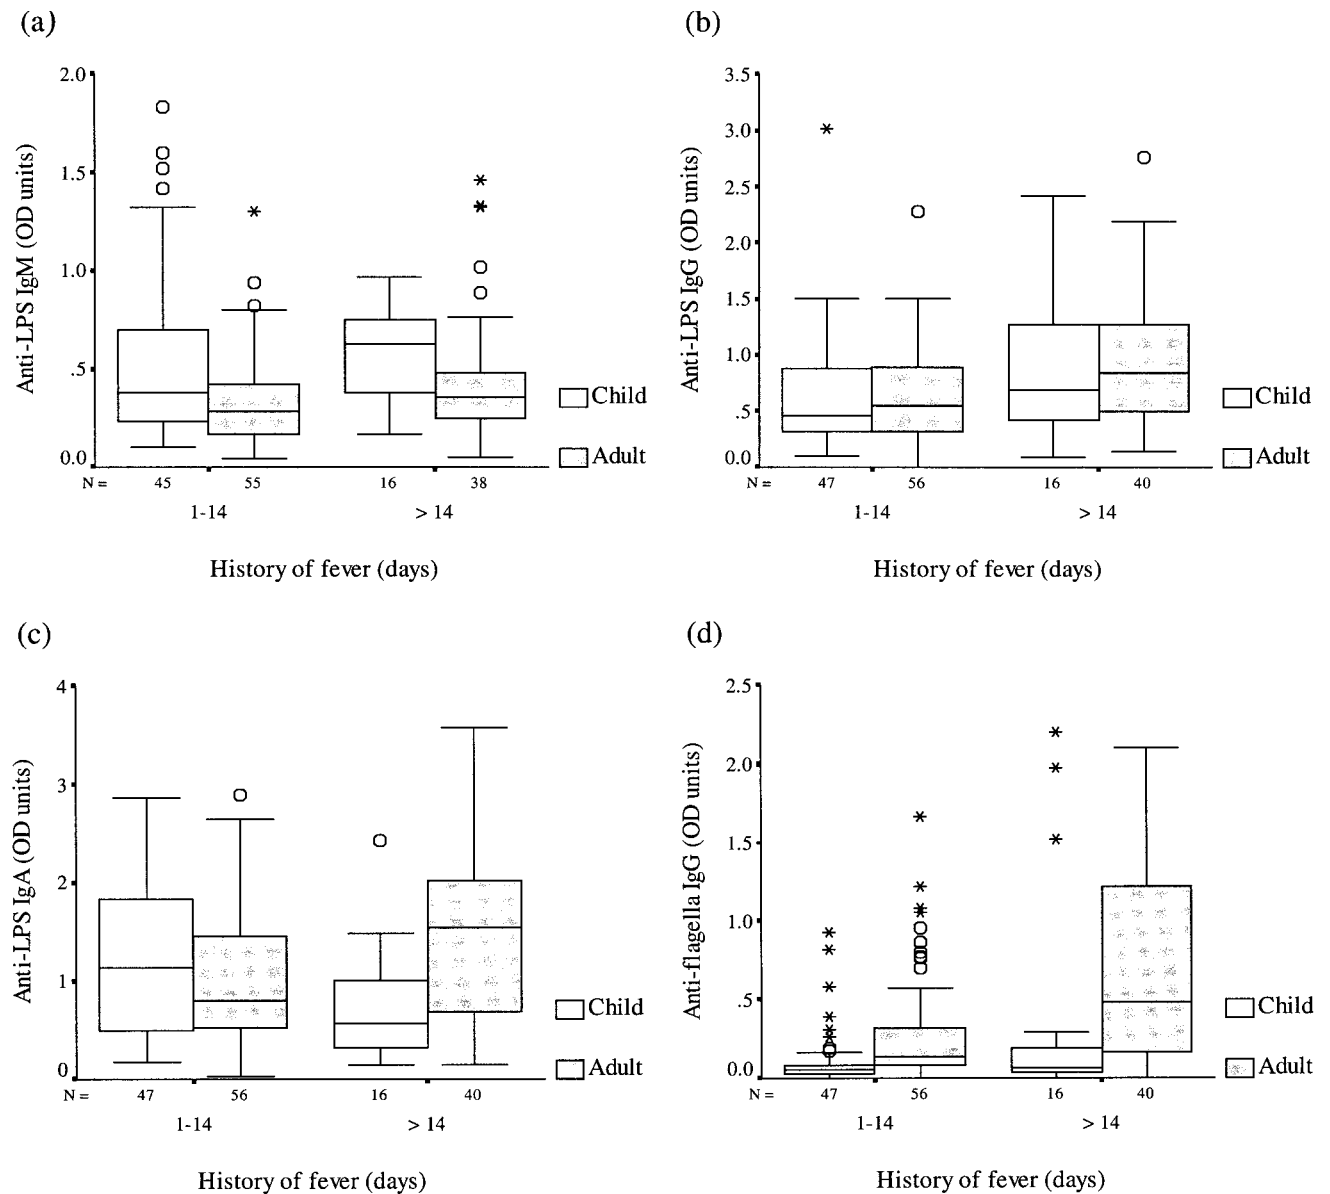 (a)
2.0
1.5
1.0
.5
0.0
Anti-LPS IgM (OD units)
Child
Adult
N = 45 55 16 38
1-14 > 14
History of fever (days)
(b)
3.5
3.0
2.5
2.0
1.5
1.0
.5
0.0
Anti-LPS IgG (OD units)
Child
Adult
N = 47 56 16 40
1-14 > 14
History of fever (days)
(c)
4
3
2
1
0
Anti-LPS IgA (OD units)
Child
Adult
N = 47 56 16 40
1-14 > 14
History of fever (days)
(d)
2.5
2.0
1.5
1.0
.5
0.0
Anti-flagella IgG (OD units)
Child
Adult
N = 47 56 16 40
1-14 > 14
History of fever (days)